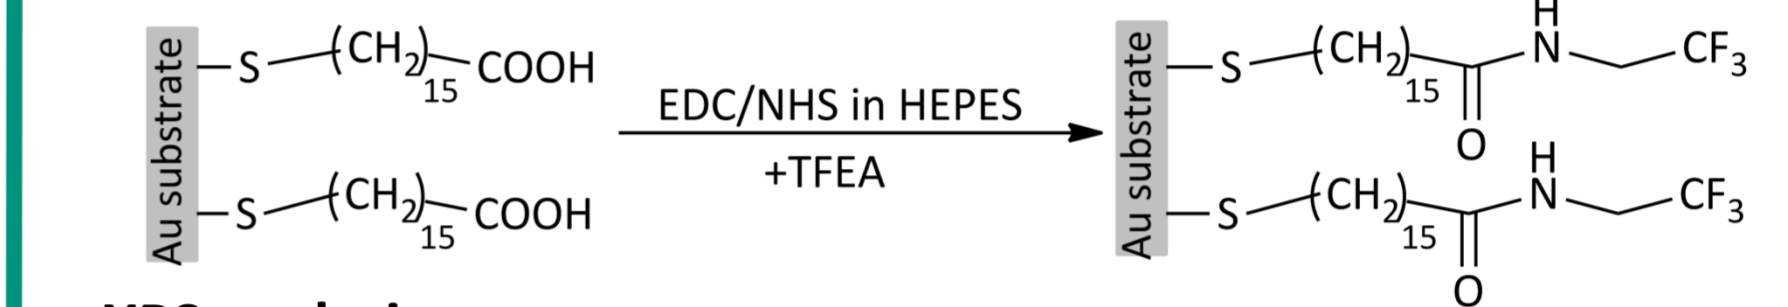 Au substrate
S
(CH2)15
COOH
S
(CH2)15
COOH
EDC/NHS in HEPES
+TFEA
Au substrate
S
(CH2)15
H
N
CF3
O
S
(CH2)15
H
N
CF3
O